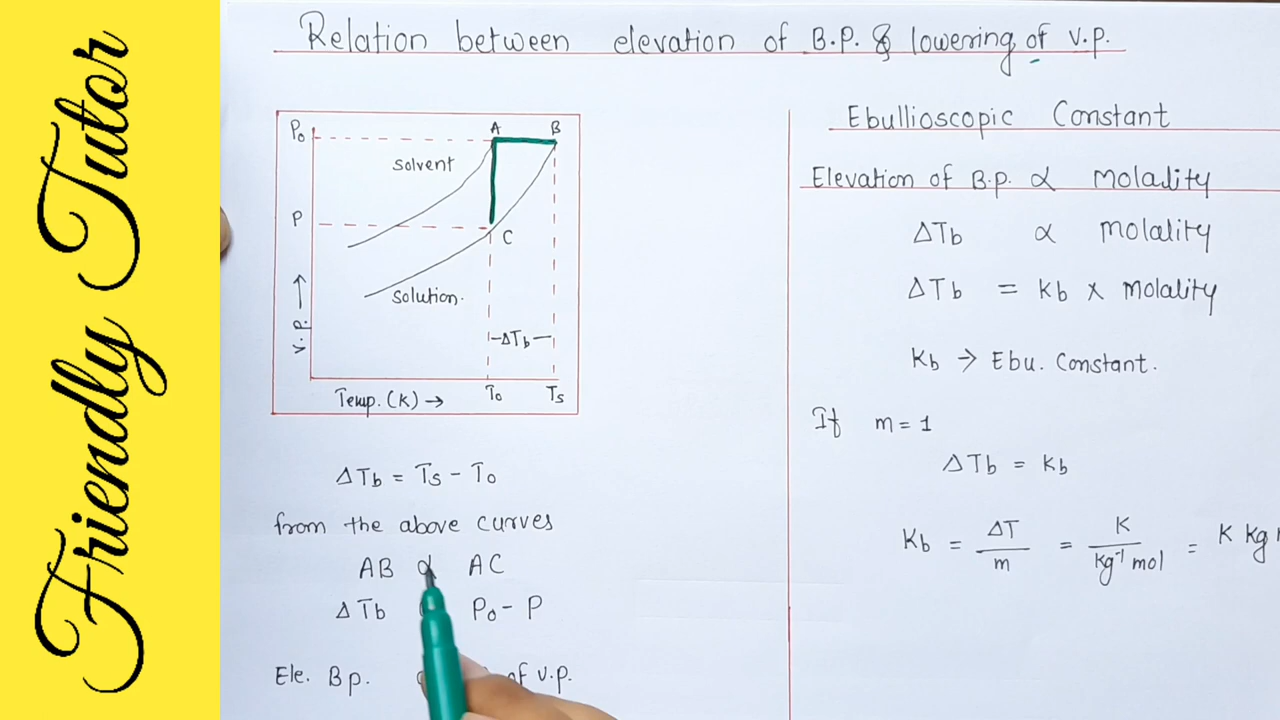 Friendly Tutor
Relation between elevation of B.P. & lowering of v.p.
P₀
A
B
solvent
P
C
solution.
v.p. →
-ΔTb-
Temp. (K) →
T₀
Ts
ΔTb = Ts - T₀
from the above curves
AB ∝ AC
ΔTb P₀ - P
Ele. B p. of v.p.
Ebullioscopic Constant
Elevation of B.p. ∝ molality
ΔTb ∝ molality
ΔTb = Kb x molality
Kb → Ebu. Constant.
If m = 1
ΔTb = Kb
Kb = ΔT/m = K/Kg⁻¹ mol = K Kg